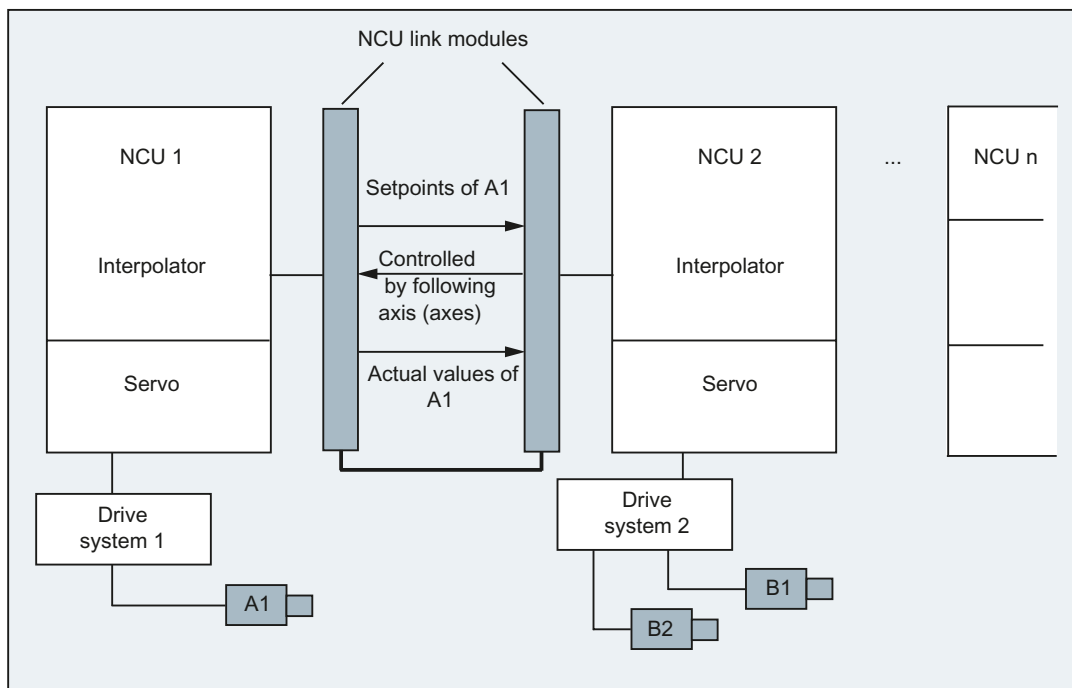 NCU link modules
NCU 1
NCU 2
...
NCU n
Setpoints of A1
Interpolator
Controlled
by following
axis (axes)
Interpolator
Servo
Actual values of
A1
Servo
Drive
system 1
Drive
system 2
A1
B1
B2